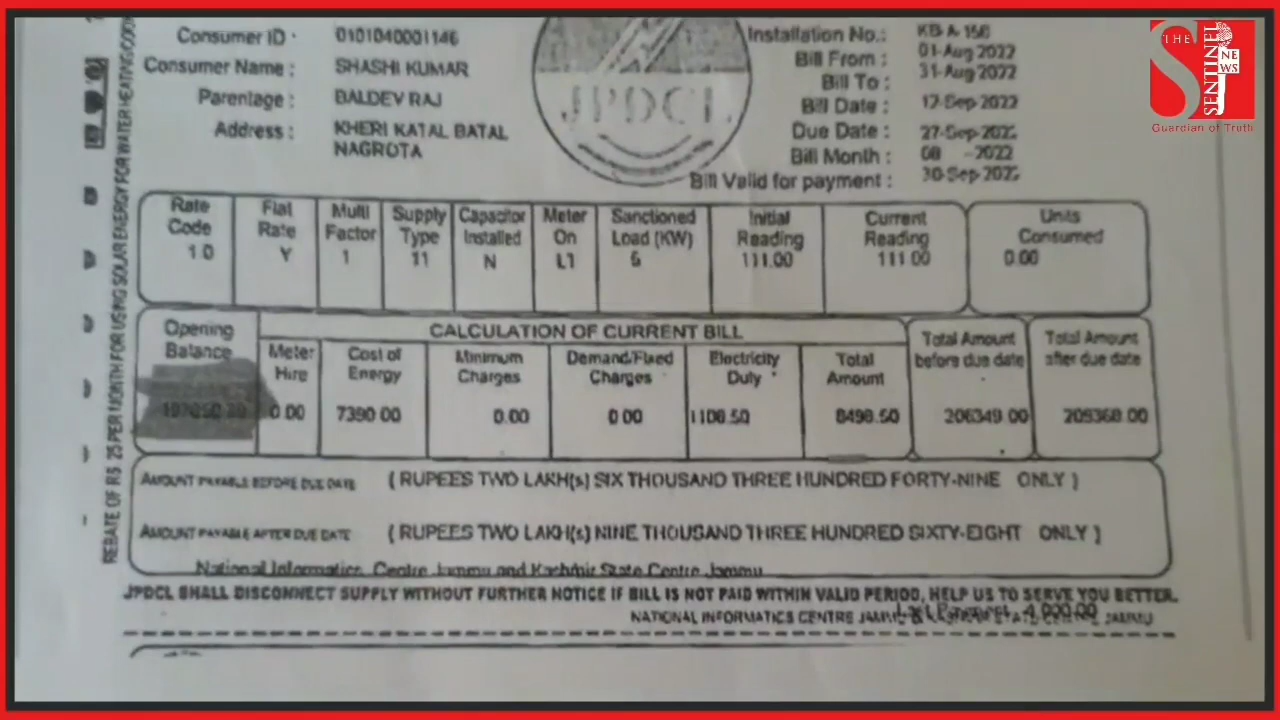 Consumer ID : 0101040001146
Consumer Name : SHASHI KUMAR
Parentage : BALDEV RAJ
Address : KHERI KATAL BATAL
NAGROTA
JPDCL
Installation No.: KB-A-156
Bill From : 01-Aug 2022
Bill To : 31-Aug 2022
Bill Date : 12-Sep 2022
Due Date : 27-Sep-2022
Bill Month : 08 -2022
Bill Valid for payment : 30-Sep-2022
THE SENTINEL NEWS
Guardian of Truth
REBATE OF RS 25 PER MONTH FOR USING SOLAR ENERGY FOR WATER HEATING
Rate Code Flat Rate Multi Factor Supply Type Capacitor Installed Meter On Sanctioned Load (KW) Initial Reading Current Reading Units Consumed
1.0 Y 1 11 N L1 111.00 111.00 0.00
Opening Balance CALCULATION OF CURRENT BILL Total Amount before due date Total Amount after due date
Meter Hire Cost of Energy Minimum Charges Demand/Fixed Charges Electricity Duty Total Amount
0.00 7390.00 0.00 0.00 1108.50 8498.50 206349.00 209368.00
AMOUNT PAYABLE BEFORE DUE DATE ( RUPEES TWO LAKH(s) SIX THOUSAND THREE HUNDRED FORTY-NINE ONLY )
AMOUNT PAYABLE AFTER DUE DATE ( RUPEES TWO LAKH(s) NINE THOUSAND THREE HUNDRED SIXTY-EIGHT ONLY )
National Informatics Centre Jammu and Kashmir State Centre Jammu
JPDCL SHALL DISCONNECT SUPPLY WITHOUT FURTHER NOTICE IF BILL IS NOT PAID WITHIN VALID PERIOD, HELP US TO SERVE YOU BETTER.
NATIONAL INFORMATICS CENTRE 4,000.00 JAMMU